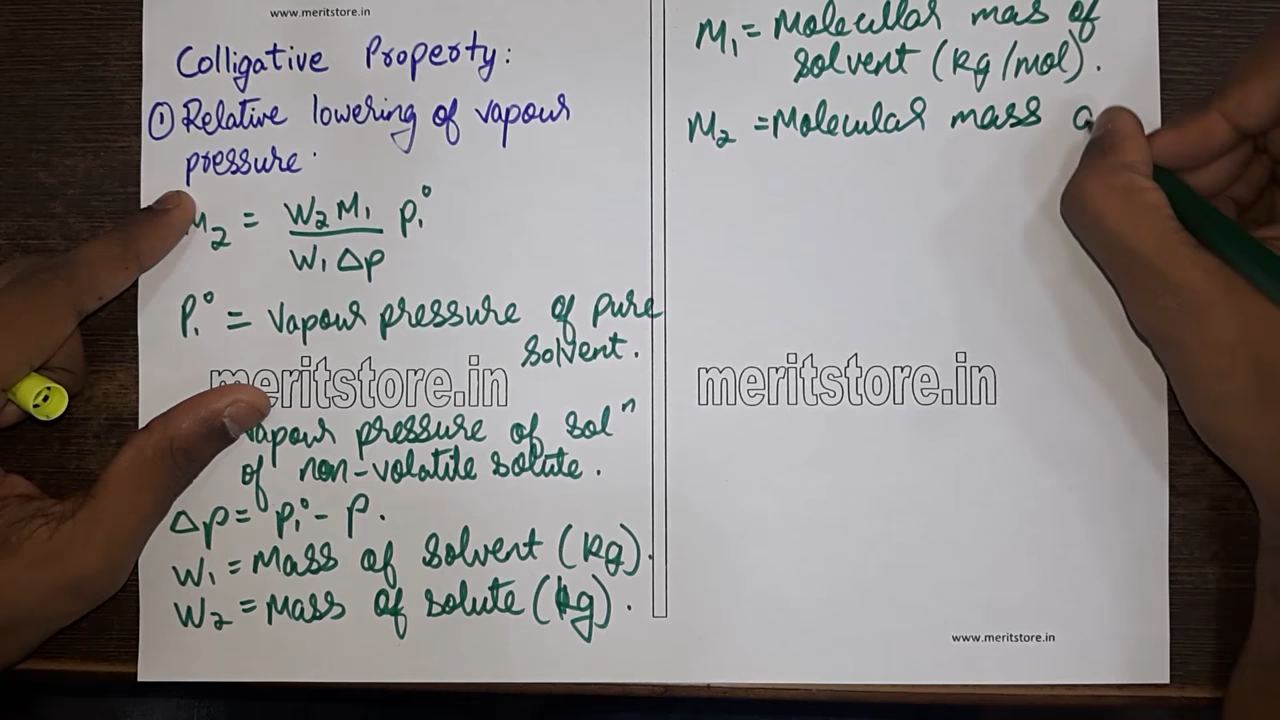 www.meritstore.in
Colligative Property:
① Relative lowering of vapour
pressure.
M₂ = W₂ M₁ / W₁ Δp P₁°
P₁° = Vapour pressure of pure
solvent.
meritstore.in
vapour pressure of solⁿ
of non-volatile solute.
Δp = P₁° - P.
W₁ = Mass of solvent (kg).
W₂ = Mass of solute (kg).
M₁ = Molecular mas of
solvent (kg/mol).
M₂ = Molecular mass
meritstore.in
www.meritstore.in